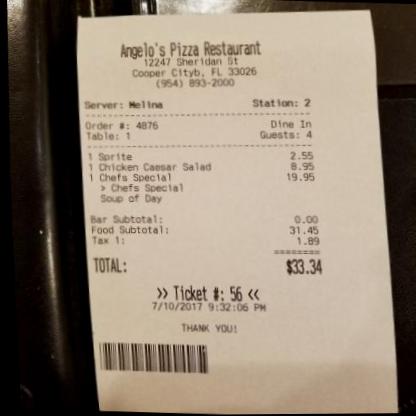 Angelo's Pizza Restaurant
12247 Sheridan St
Cooper Cityb, FL 33026
(954) 893-2000
Server: Melina Station: 2
Order #: 4876 Dine In
Table: 1 Guests: 4
1 Sprite 2.55
1 Chicken Caesar Salad 8.95
1 Chefs Special 19.95
> Chefs Special
Soup of Day
Bar Subtotal: 0.00
Food Subtotal: 31.45
Tax 1: 1.89
========
TOTAL: $33.34
>> Ticket #: 56 <<
7/10/2017 9:32:06 PM
THANK YOU!